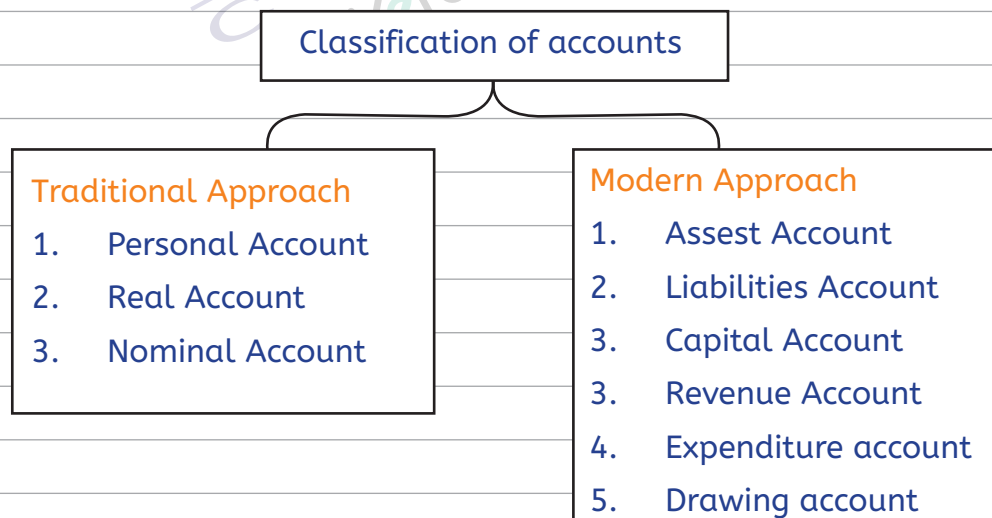 Classification of accounts
Traditional Approach
1. Personal Account
2. Real Account
3. Nominal Account
Modern Approach
1. Assest Account
2. Liabilities Account
3. Capital Account
3. Revenue Account
4. Expenditure account
5. Drawing account